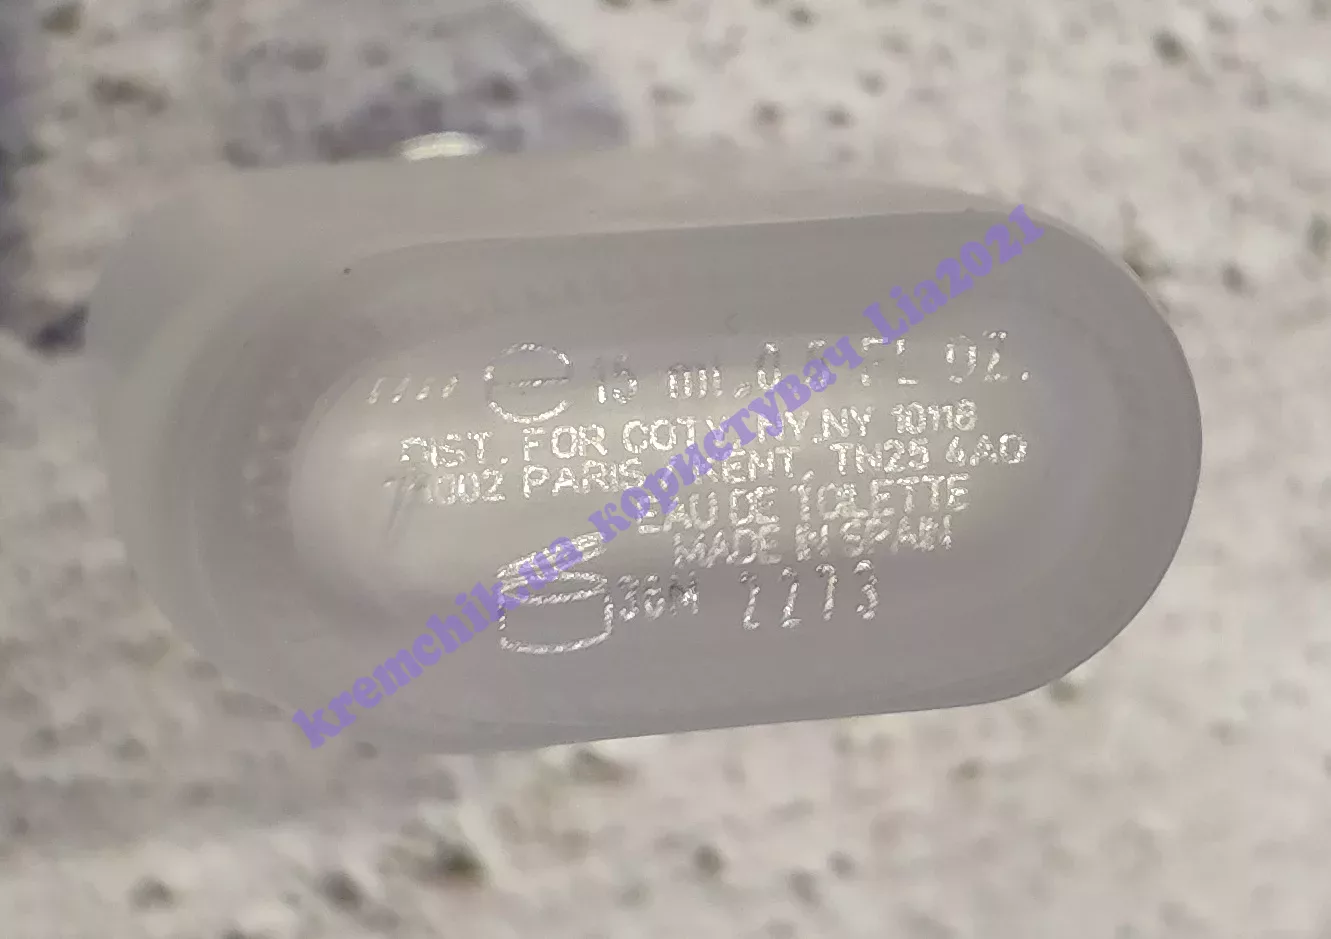 ℮ 15 ml, 0.5 FL OZ.
DIST. FOR COTY, NY, NY 10118
75002 PARIS / KENT, TN25 4AQ
EAU DE TOILETTE
MADE IN SPAIN
36M
kremchik.ua користувач Lia2021